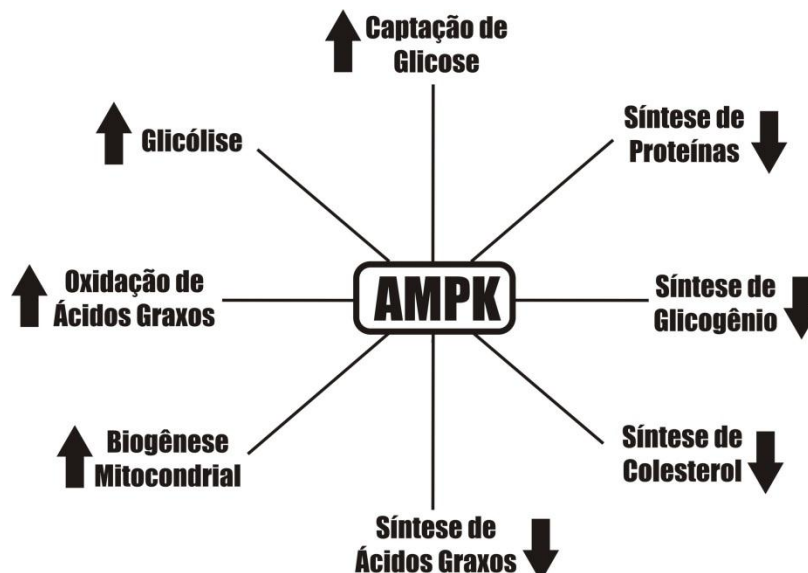 Captação de
Glicose
Glicólise
Síntese de
Proteínas
Oxidação de
Ácidos Graxos
AMPK
Síntese de
Glicogênio
Biogênese
Mitocondrial
Síntese de
Colesterol
Síntese de
Ácidos Graxos